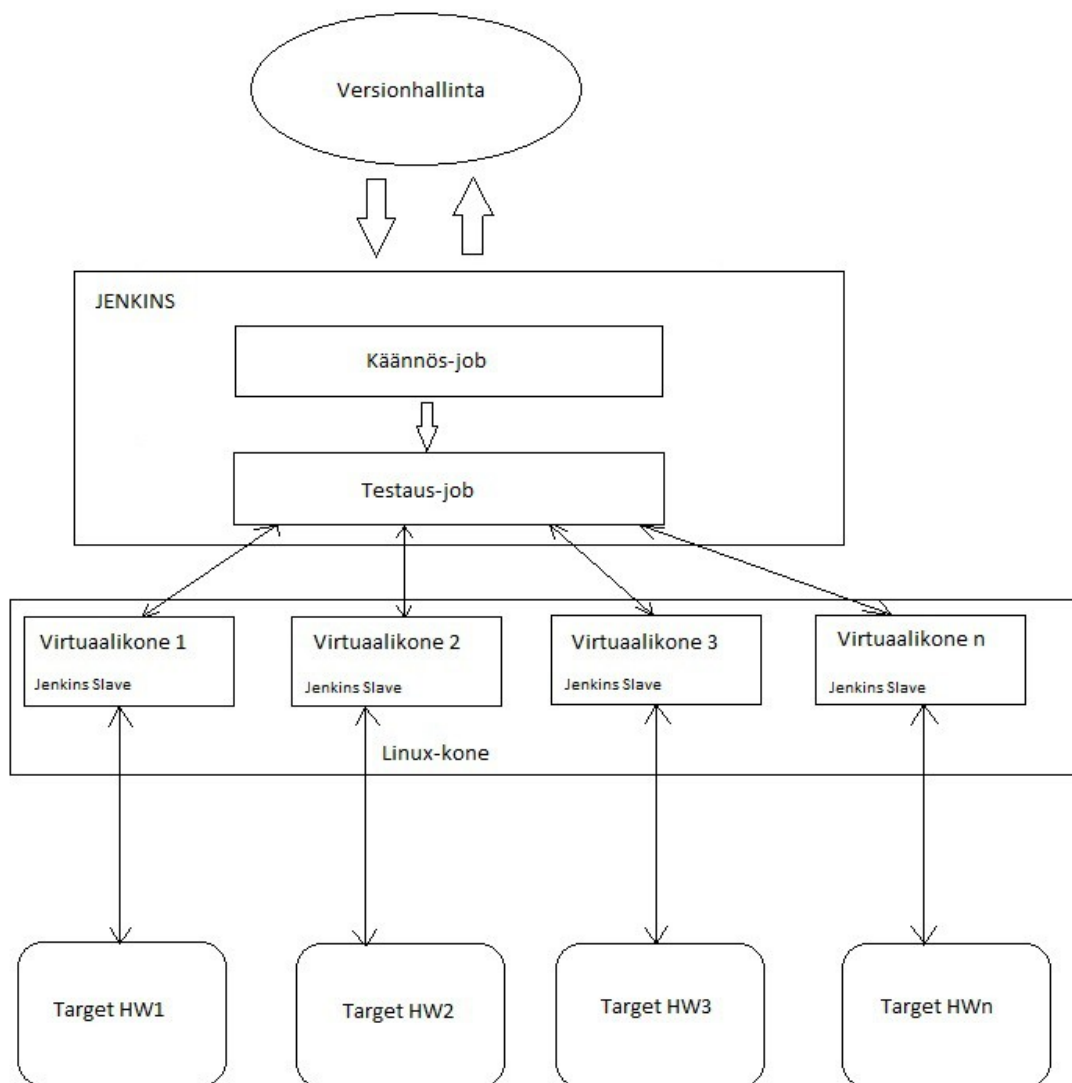 Versionhallinta
JENKINS
Käännös-job
Testaus-job
Virtuaalikone 1
Jenkins Slave
Virtuaalikone 2
Jenkins Slave
Virtuaalikone 3
Jenkins Slave
Virtuaalikone n
Jenkins Slave
Linux-kone
Target HW1
Target HW2
Target HW3
Target HWn